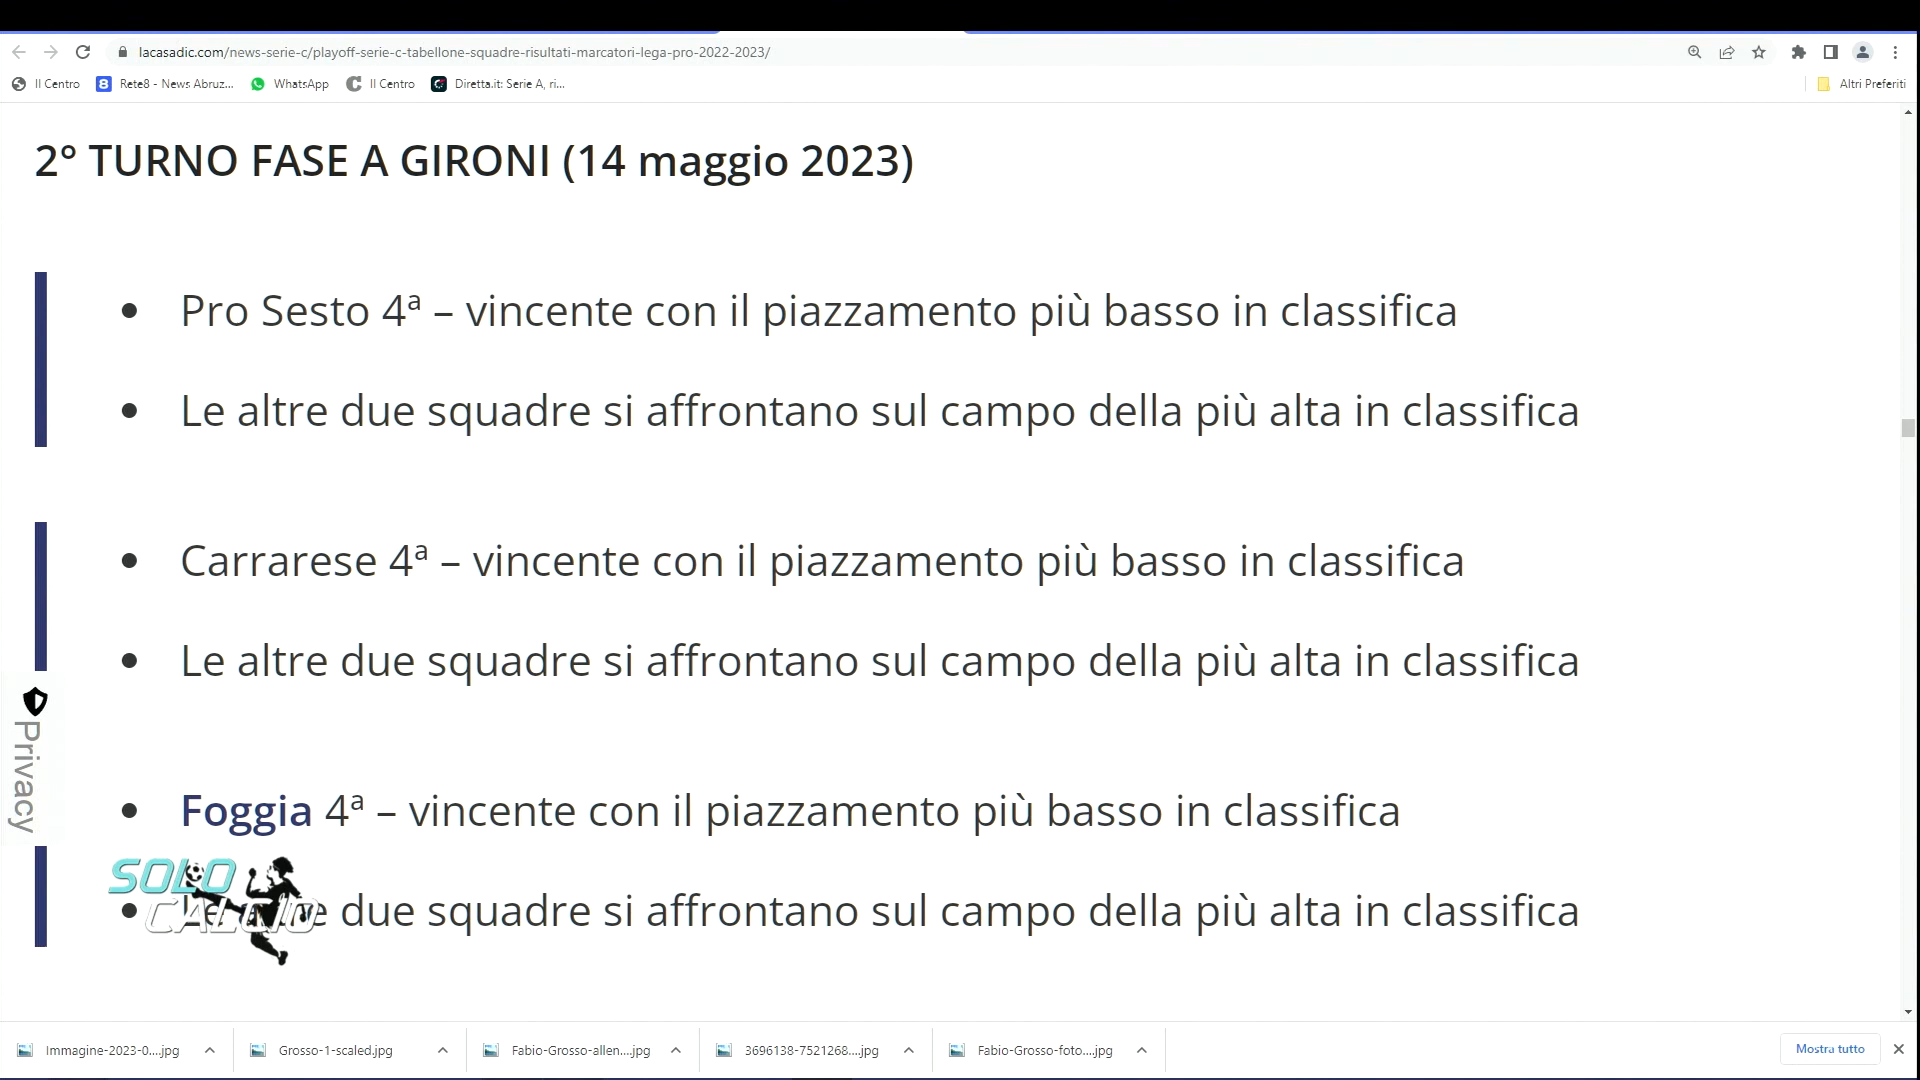 lacasadic.com/news-serie-c/playoff-serie-c-tabellone-squadre-risultati-marcatori-lega-pro-2022-2023/
Il Centro
Rete8 - News Abruz...
WhatsApp
Il Centro
Diretta.it: Serie A, ri...
Altri Preferiti
2° TURNO FASE A GIRONI (14 maggio 2023)
• Pro Sesto 4ª – vincente con il piazzamento più basso in classifica
• Le altre due squadre si affrontano sul campo della più alta in classifica
• Carrarese 4ª – vincente con il piazzamento più basso in classifica
• Le altre due squadre si affrontano sul campo della più alta in classifica
Privacy
• Foggia 4ª – vincente con il piazzamento più basso in classifica
SOLO
CALCIO
• due squadre si affrontano sul campo della più alta in classifica
Immagine-2023-0....jpg
Grosso-1-scaled.jpg
Fabio-Grosso-allen....jpg
3696138-7521268....jpg
Fabio-Grosso-foto....jpg
Mostra tutto